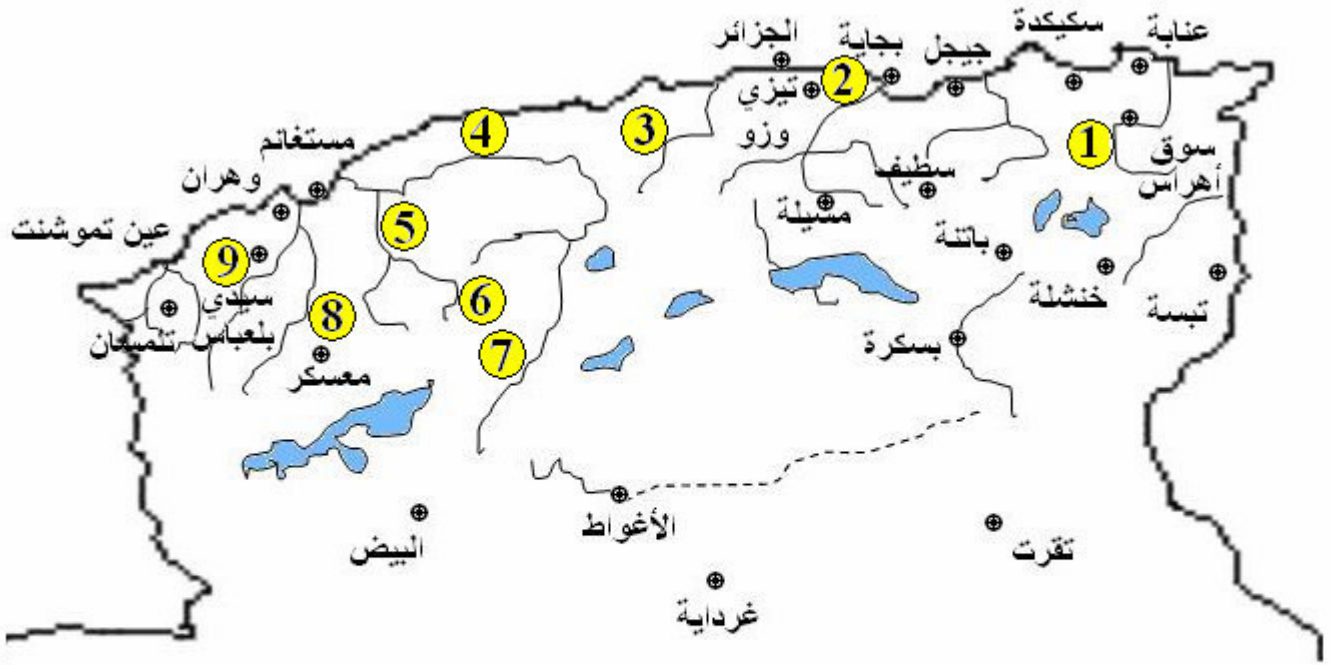 سكيكدة
عنابة
الجزائر
بجاية
جيجل
2
تيزي
وزو
4
3
1
سوق
أهراس
مستغانم
وهران
سطيف
مسيلة
5
عين تموشنت
9
باتنة
خنشلة
تبسة
سيدي
بلعباس
تلمسان
6
8
7
معسكر
بسكرة
الأغواط
البيض
تقرت
غرداية